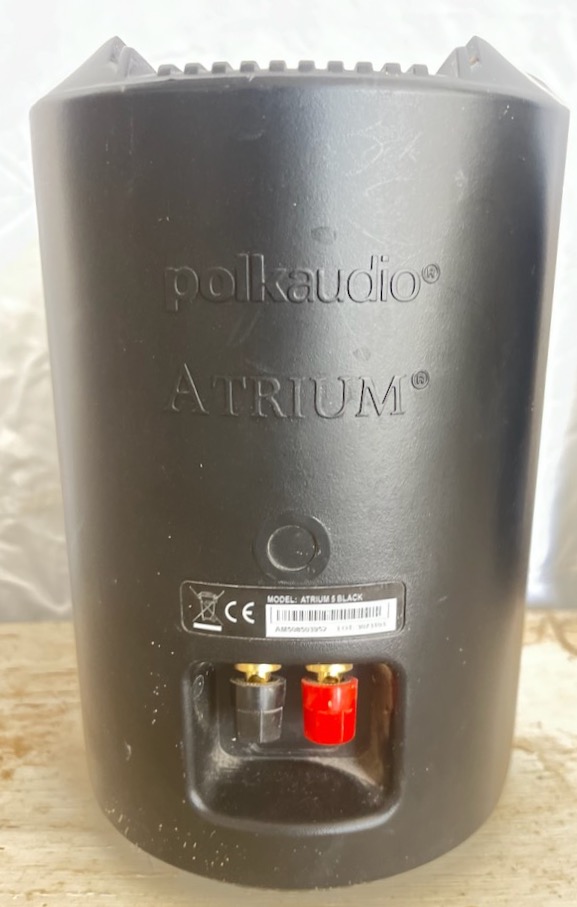 polkaudio®
ATRIUM®
CE MODEL: ATRIUM 5 BLACK